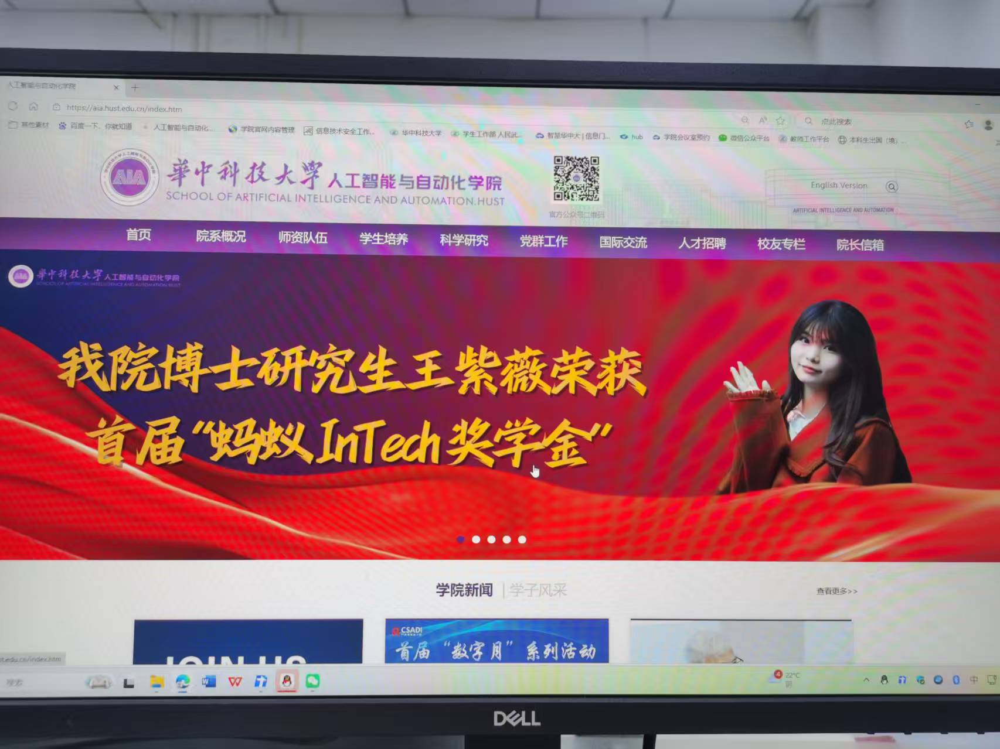 人工智能与自动化学院
https://aia.hust.edu.cn/index.htm
点此搜索
其他素材 百度一下，你就知道 人工智能与自动化... 学院官网内容管理 信息技术安全工作... 华中科技大学 学生工作部 人民武... 智慧华中大 | 信息门... hub 学院会议室预约 微信公众平台 教师工作平台 本科生出国（境）...
華中科技大学 人工智能与自动化学院
SCHOOL OF ARTIFICIAL INTELLIGENCE AND AUTOMATION.HUST
AIA
官方公众号二维码
English Version
ARTIFICIAL INTELLIGENCE AND AUTOMATION
首页 院系概况 师资队伍 学生培养 科学研究 党群工作 国际交流 人才招聘 校友专栏 院长信箱
華中科技大学 人工智能与自动化学院
SCHOOL OF ARTIFICIAL INTELLIGENCE AND AUTOMATION.HUST
我院博士研究生王紫薇荣获
首届“蚂蚁InTech奖学金”
学院新闻 | 学子风采
查看更多>>
JOIN US
CSADI
首届“数字月”系列活动
st.edu.cn/index.htm
搜索
4
22°C
阴
中
DELL